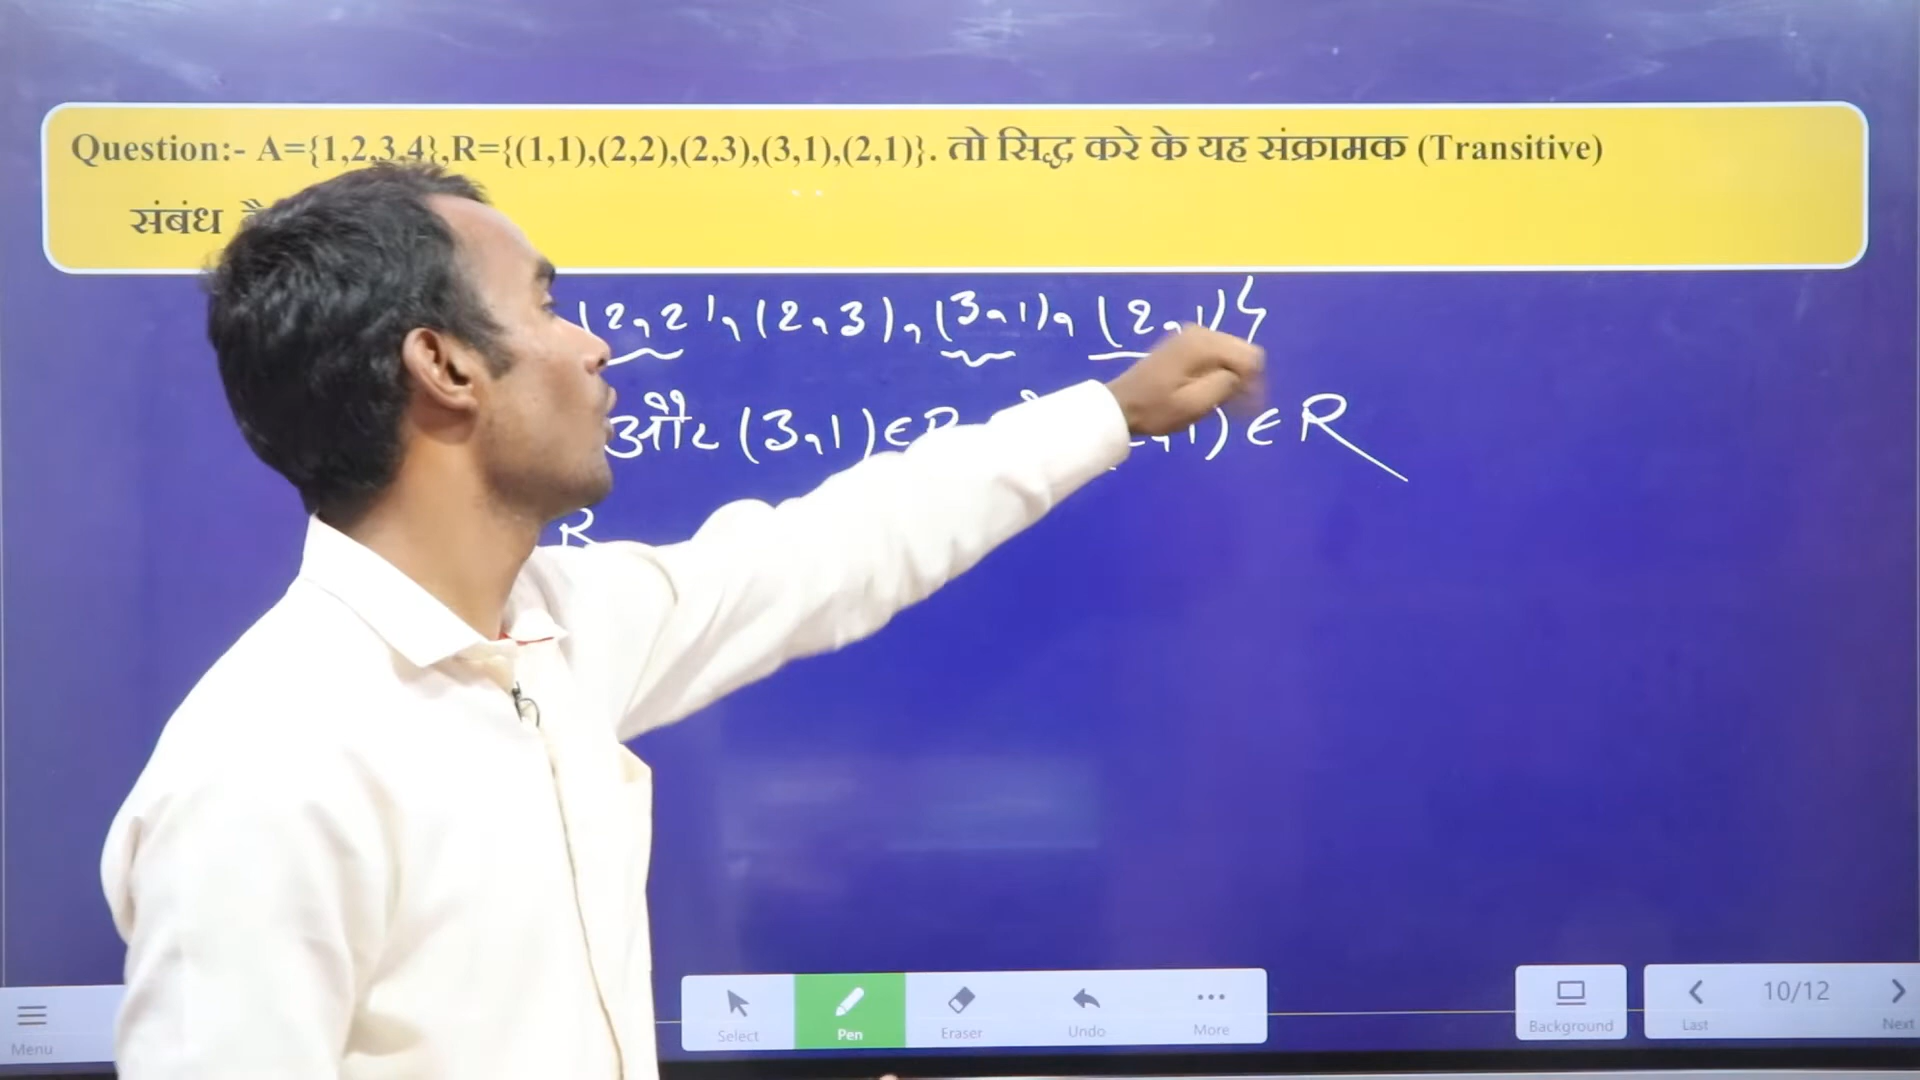 Question:- A={1,2,3,4},R={(1,1),(2,2),(2,3),(3,1),(2,1)}. तो सिद्ध करे के यह संक्रामक (Transitive)
संबंध
(2,2), (2,3), (3,1), (2,1)}
और (3,1)∈R ,1)∈R
R
Menu
Select
Pen
Eraser
Undo
More
Background
Last
10/12
Next